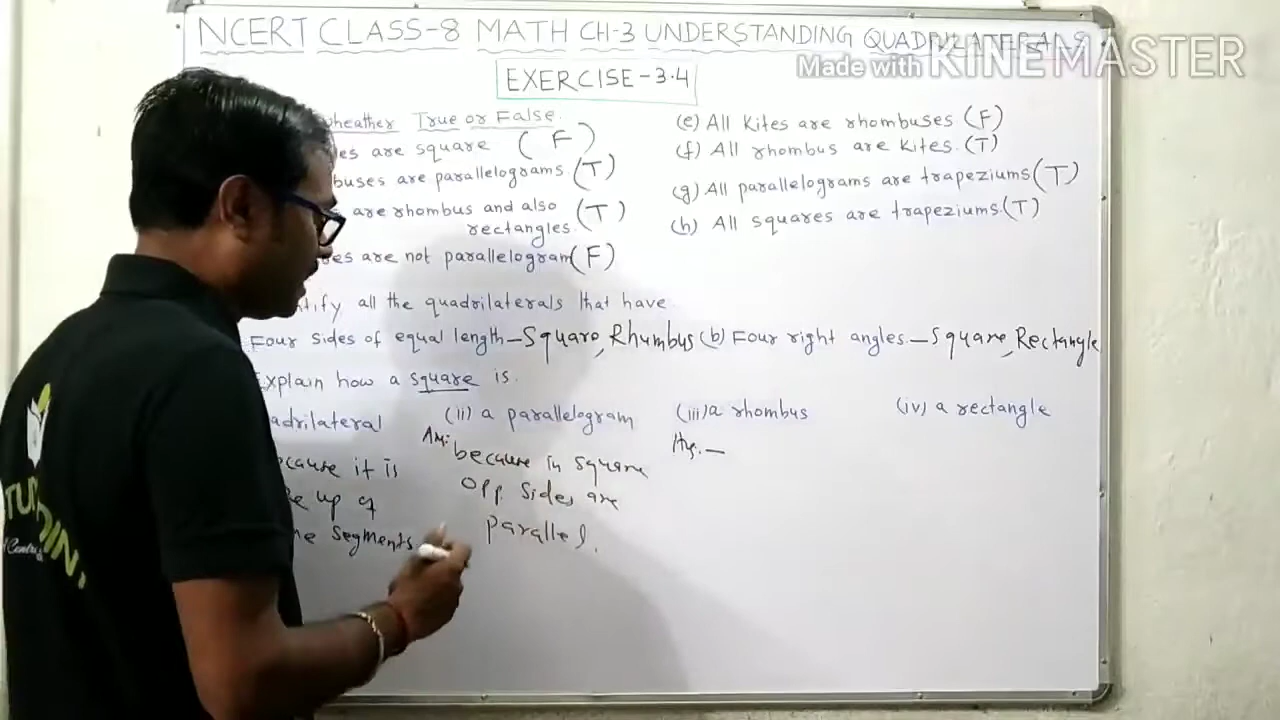 NCERT CLASS-8 MATH CH-3 UNDERSTANDING QUADRILATERALS
Made with KINEMASTER
EXERCISE-3.4
wheather True or False.
es are square (F)
buses are parallelograms. (T)
are rhombus and also (T)
rectangles.
es are not parallelogram (F)
(e) All Kites are rhombuses (F)
(f) All rhombus are Kites. (T)
(g) All parallelograms are trapeziums (T)
(h) All squares are trapeziums. (T)
tify all the quadrilaterals that have
Four sides of equal length - Square, Rhumbus (b) Four right angles. - Square, Rectangle
Explain how a square is.
adrilateral (ii) a parallelogram (iii) a rhombus (iv) a rectangle
cause it is
e up of
ne segments
An:- because in square
opp. sides are
parallel.